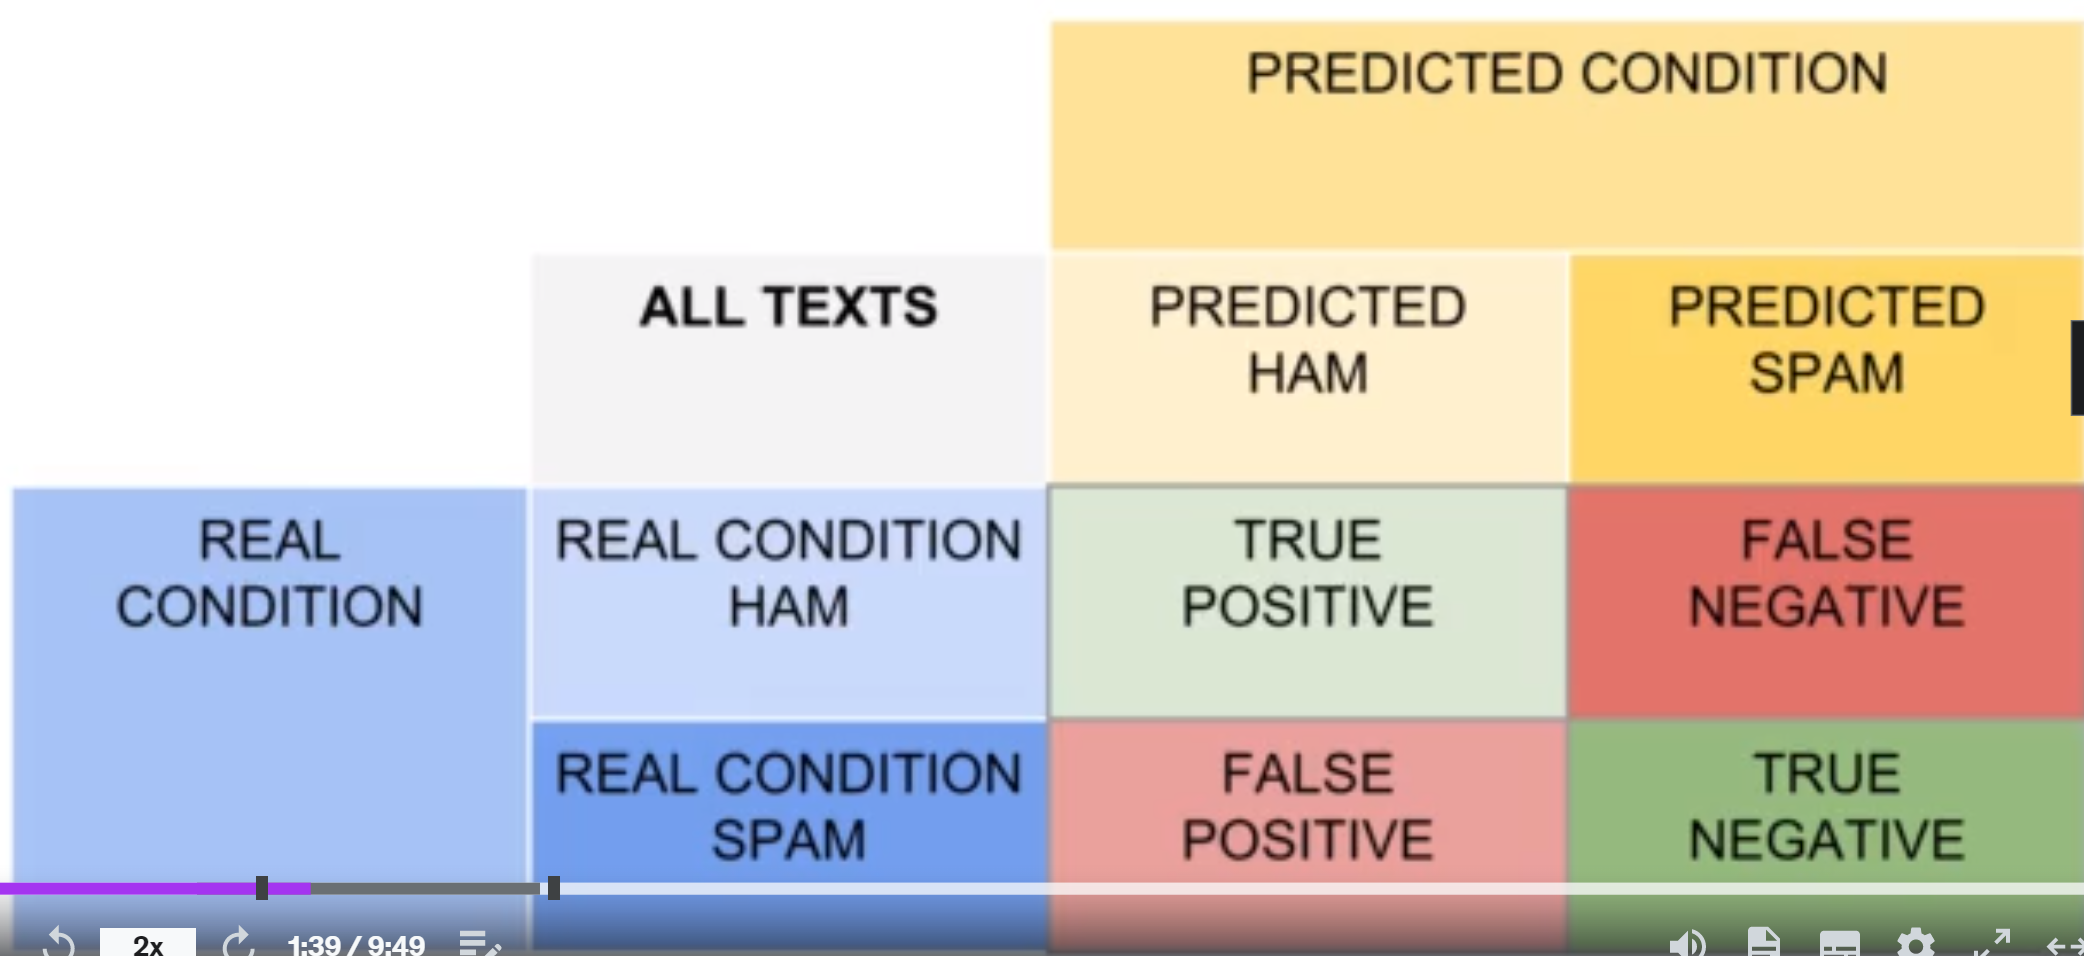 PREDICTED CONDITION
ALL TEXTS
PREDICTED
HAM
PREDICTED
SPAM
REAL
CONDITION
REAL CONDITION
HAM
TRUE
POSITIVE
FALSE
NEGATIVE
REAL CONDITION
SPAM
FALSE
POSITIVE
TRUE
NEGATIVE
2x
1:39 / 9:49